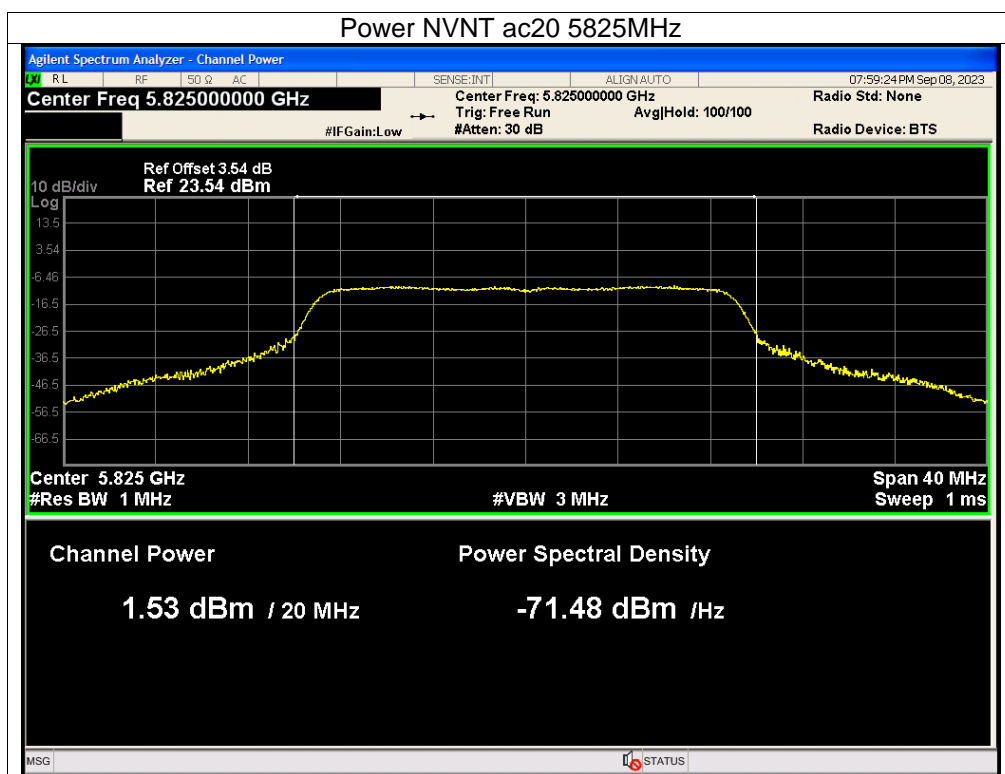 Power NVNT ac20 5825MHz
Agilent Spectrum Analyzer - Channel Power
LXI RL RF 50 Ω AC SENSE:INT ALIGN AUTO 07:59:24 PM Sep 08, 2023
Center Freq 5.825000000 GHz Center Freq: 5.825000000 GHz Radio Std: None
Trig: Free Run Avg|Hold: 100/100
#IFGain:Low #Atten: 30 dB Radio Device: BTS
Ref Offset 3.54 dB
10 dB/div Ref 23.54 dBm
Log
13.5
3.54
-6.46
-16.5
-26.5
-36.5
-46.5
-56.5
-66.5
Center 5.825 GHz Span 40 MHz
#Res BW 1 MHz #VBW 3 MHz Sweep 1 ms
Channel Power Power Spectral Density
1.53 dBm / 20 MHz -71.48 dBm /Hz
MSG STATUS